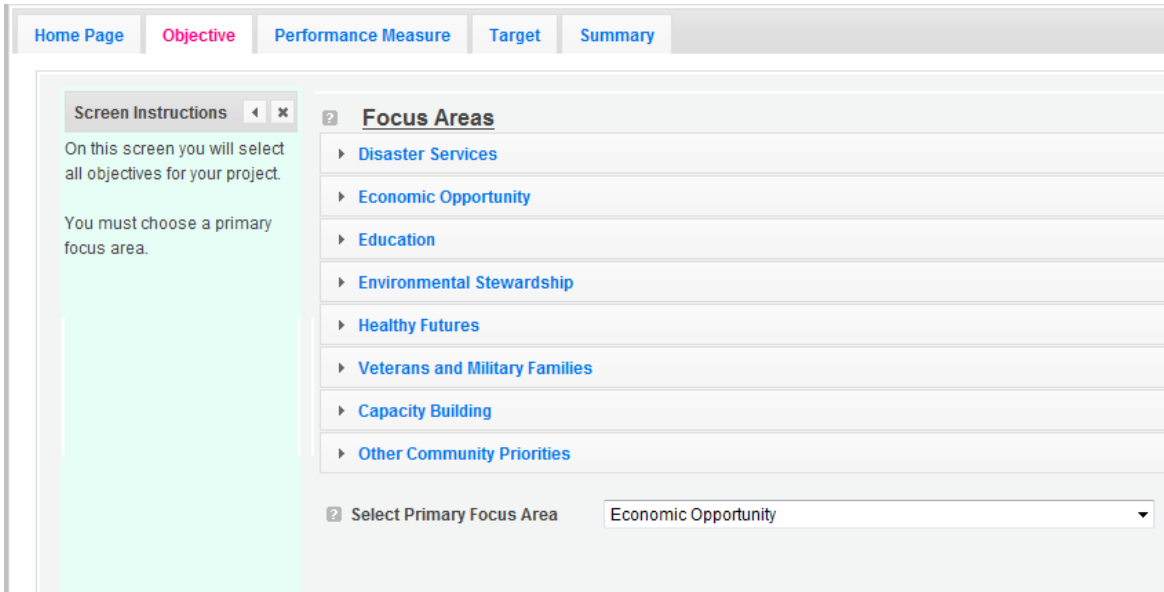 Home Page Objective Performance Measure Target Summary
Screen Instructions
On this screen you will select
all objectives for your project.
You must choose a primary
focus area.
? Focus Areas
Disaster Services
Economic Opportunity
Education
Environmental Stewardship
Healthy Futures
Veterans and Military Families
Capacity Building
Other Community Priorities
? Select Primary Focus Area Economic Opportunity